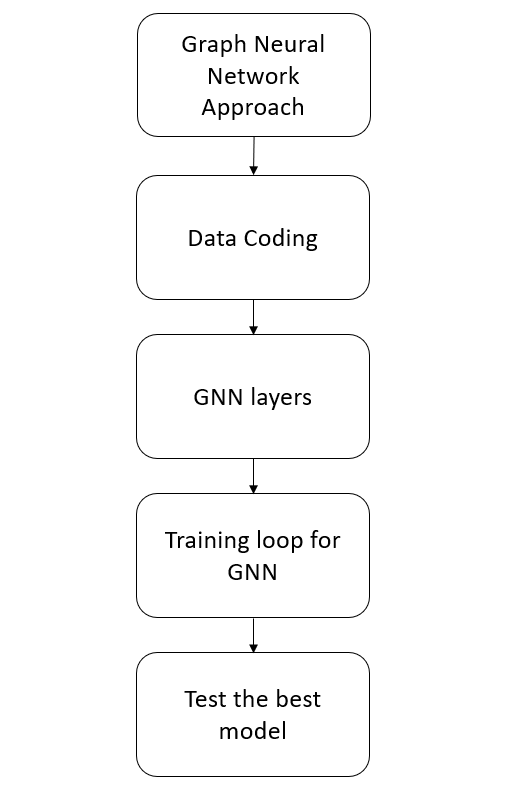 Graph Neural
Network
Approach
Data Coding
GNN layers
Training loop for
GNN
Test the best
model